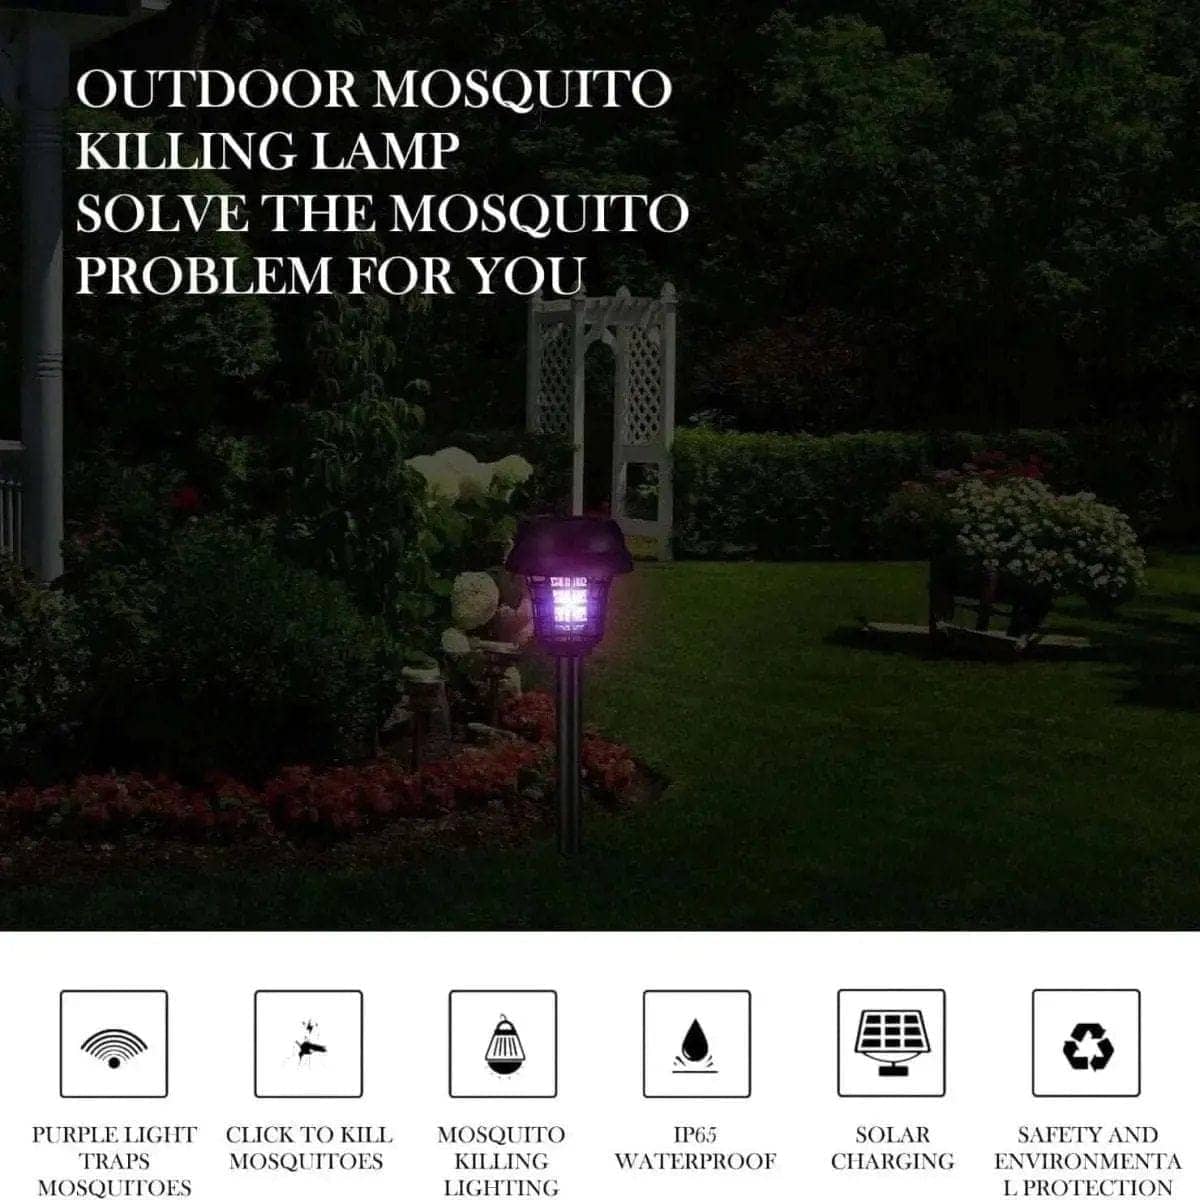 OUTDOOR MOSQUITO
KILLING LAMP
SOLVE THE MOSQUITO
PROBLEM FOR YOU
PURPLE LIGHT
TRAPS
MOSQUITOES
CLICK TO KILL
MOSQUITOES
MOSQUITO
KILLING
LIGHTING
IP65
WATERPROOF
SOLAR
CHARGING
SAFETY AND
ENVIRONMENTA
L PROTECTION